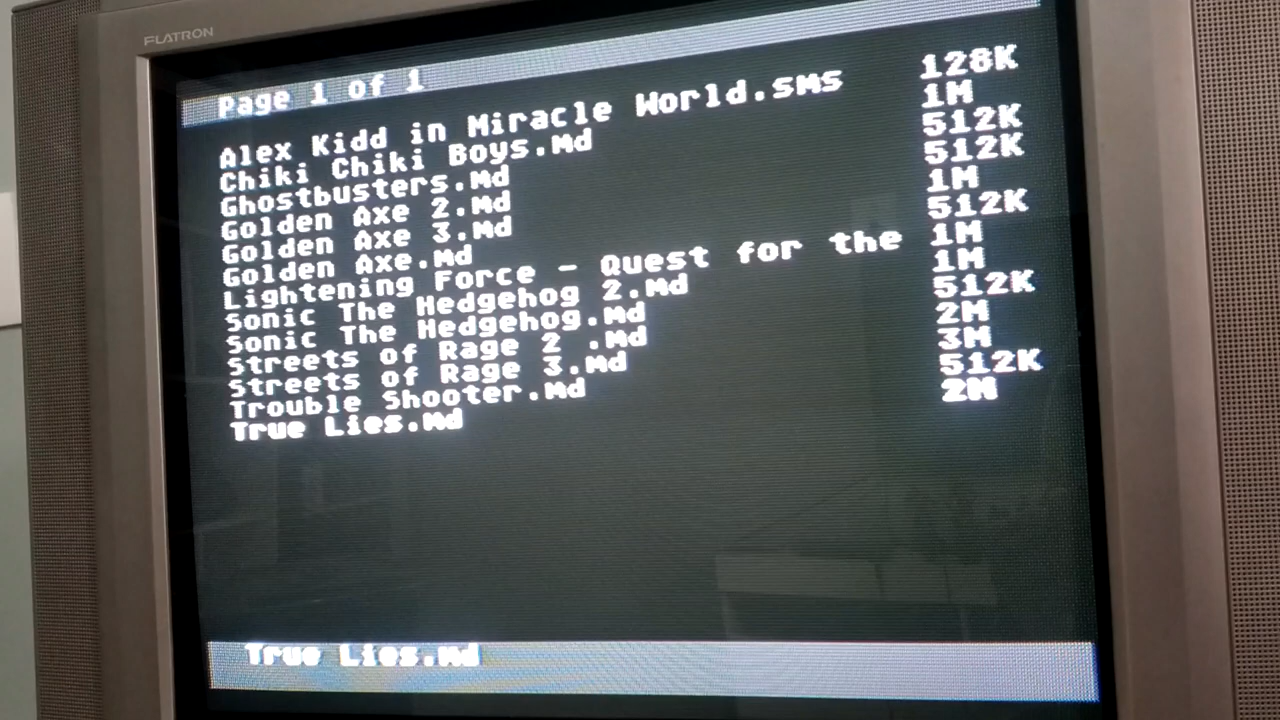 FLATRON
Page 1 of 1
Alex Kidd in Miracle World.SMS 128K
Chiki Chiki Boys.Md 1M
Ghostbusters.Md 512K
Golden Axe 2.Md 512K
Golden Axe 3.Md 1M
Golden Axe.Md 512K
Lightening Force - Quest for the 1M
Sonic The Hedgehog 2.Md 1M
Sonic The Hedgehog.Md 512K
Streets of Rage 2 .Md 2M
Streets of Rage 3.Md 3M
Trouble Shooter.Md 512K
True Lies.Md 2M
True Lies.Md